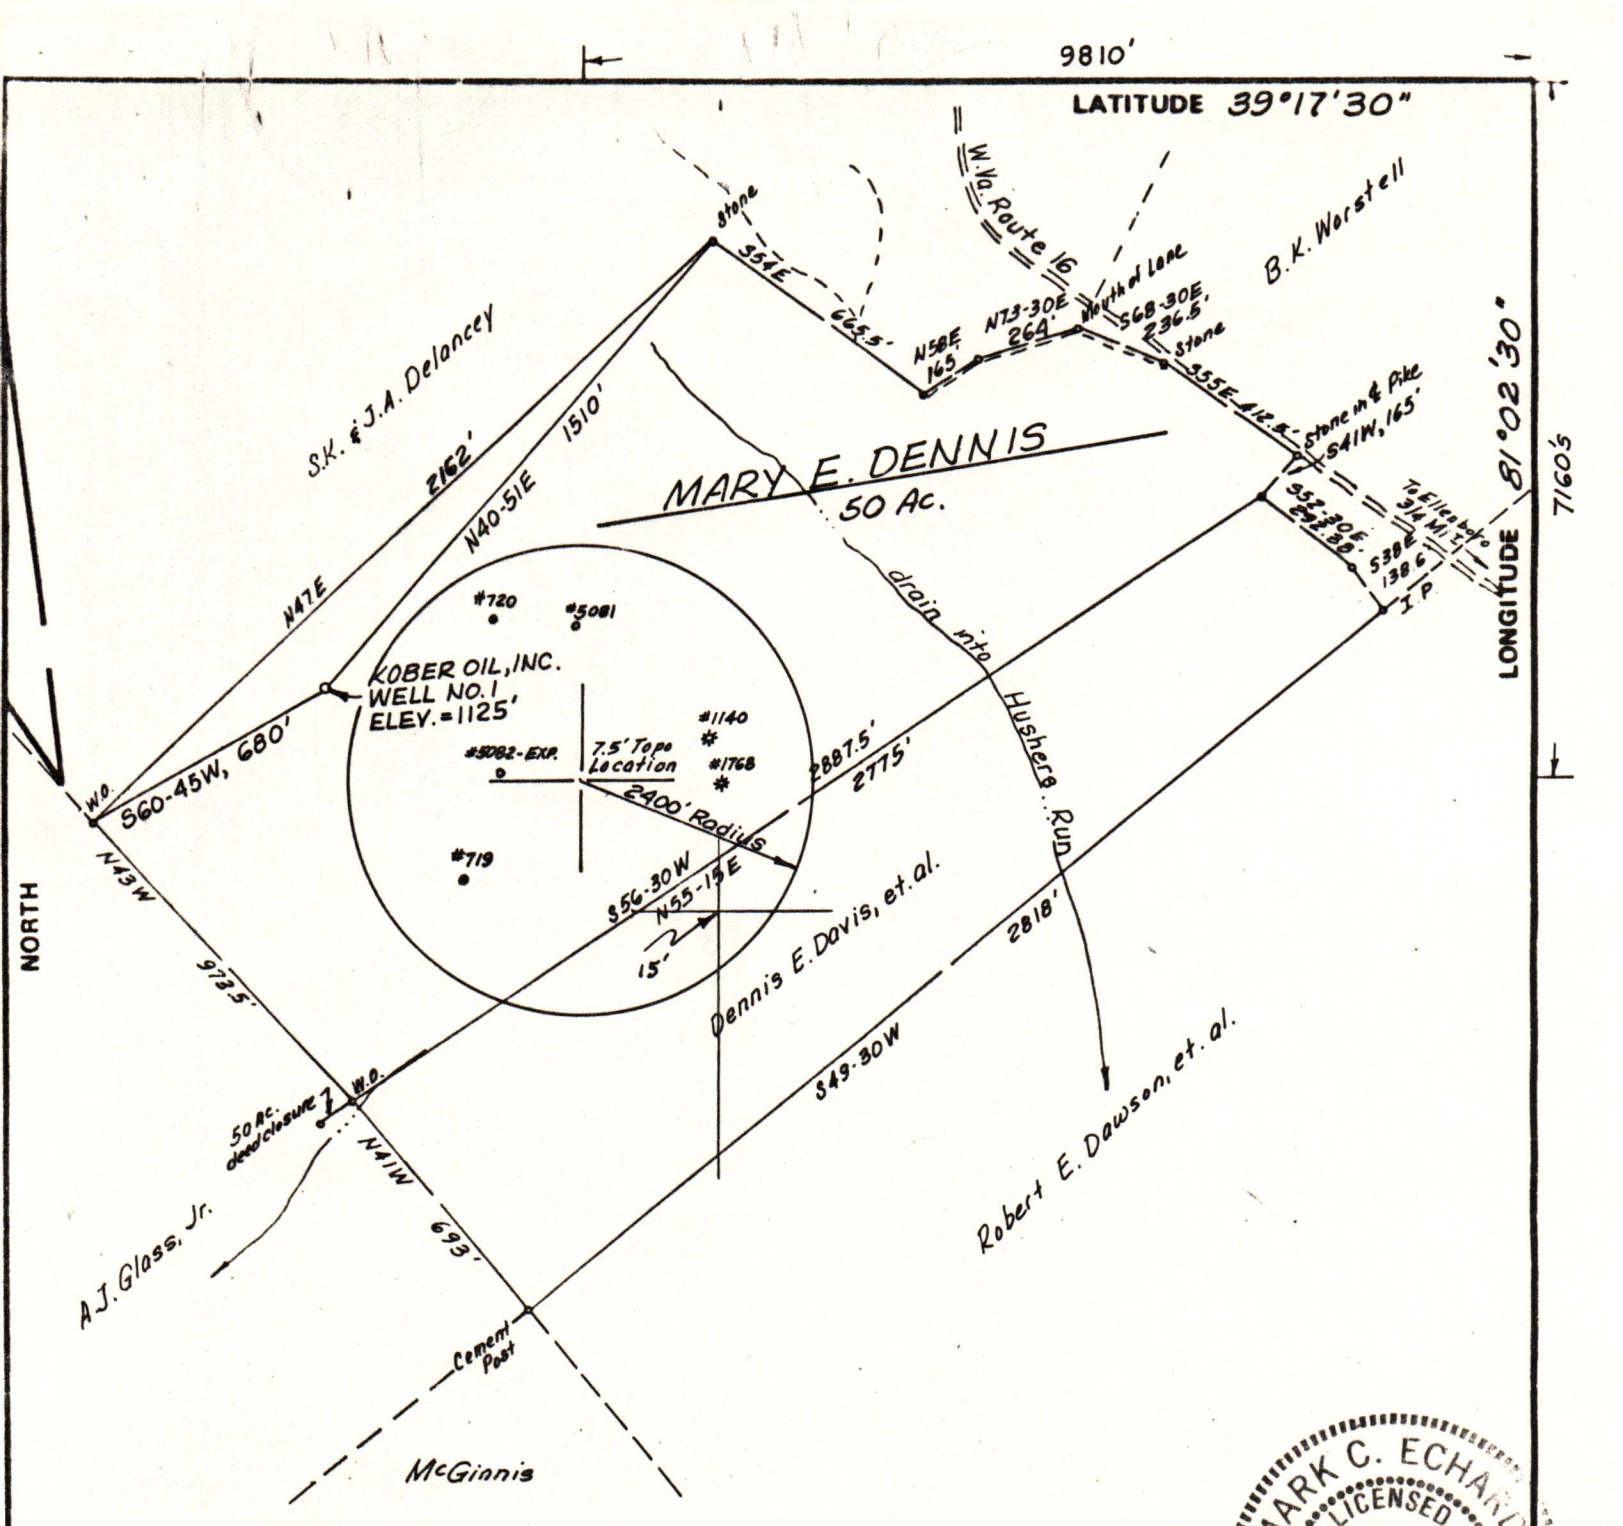 9810'
LATITUDE 39°17'30"
W.Va. Route 16
B.K. Worstell
Stone
S54E
665.5'
N58E
165'
N73-30E
264'
Mouth of Lane
S68-30E
236.5'
Stone
S55E 412.5'
Stone in ₵ Pike
S41W, 165'
LONGITUDE 81°02'30"
7160'S
S.K. & J.A. Delancey
2162'
N47E
1510'
N40-51E
MARY E. DENNIS
50 Ac.
S52-30E
292.88'
S38E
138.6'
I.P.
To Ellenboro
3/4 Mi.
drain into
Hushers Run
#720
#5081
KOBER OIL, INC.
WELL NO.1
ELEV.=1125'
#5082-EXP.
7.5' Topo
Location
#1140
#1768
2400' Radius
2887.5'
2775'
W.O.
S60-45W, 680'
NORTH
N43W
973.5'
#719
S56-30W
N55-15E
15'
Dennis E. Davis, et. al.
2818'
S49-30W
Robert E. Dawson, et. al.
50 Ac.
deed closure
W.O.
N41W
693'
A.J. Glass, Jr.
Cement
Post
McGinnis
MARK C. ECHAR
LICENSED